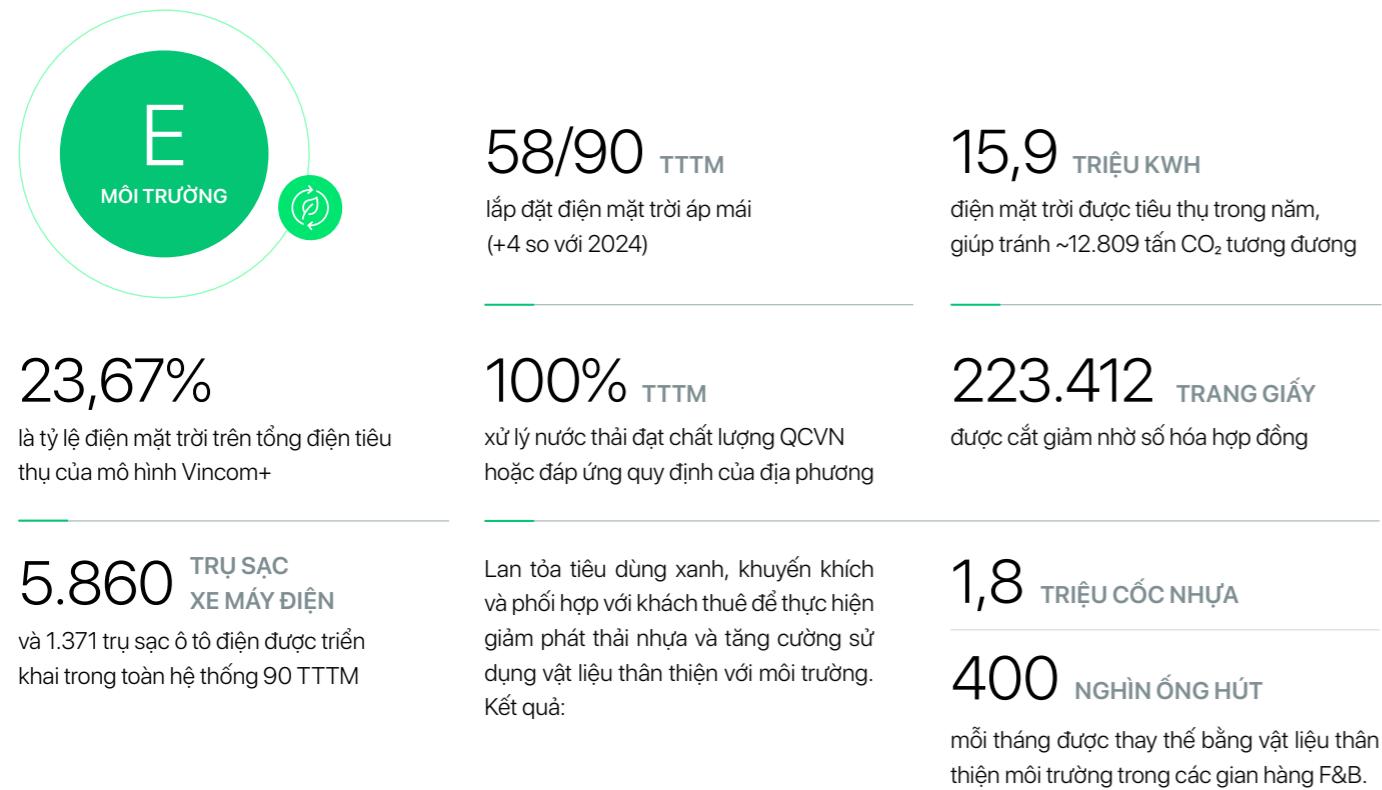 E
MÔI TRƯỜNG
58/90 TTTM
lắp đặt điện mặt trời áp mái
(+4 so với 2024)
15,9 TRIỆU KWH
điện mặt trời được tiêu thụ trong năm,
giúp tránh ~12.809 tấn CO₂ tương đương
23,67%
là tỷ lệ điện mặt trời trên tổng điện tiêu
thụ của mô hình Vincom+
100% TTTM
xử lý nước thải đạt chất lượng QCVN
hoặc đáp ứng quy định của địa phương
223.412 TRANG GIẤY
được cắt giảm nhờ số hóa hợp đồng
5.860 TRỤ SẠC
XE MÁY ĐIỆN
và 1.371 trụ sạc ô tô điện được triển
khai trong toàn hệ thống 90 TTTM
Lan tỏa tiêu dùng xanh, khuyến khích
và phối hợp với khách thuê để thực hiện
giảm phát thải nhựa và tăng cường sử
dụng vật liệu thân thiện với môi trường.
Kết quả:
1,8 TRIỆU CỐC NHỰA
400 NGHÌN ỐNG HÚT
mỗi tháng được thay thế bằng vật liệu thân
thiện môi trường trong các gian hàng F&B.